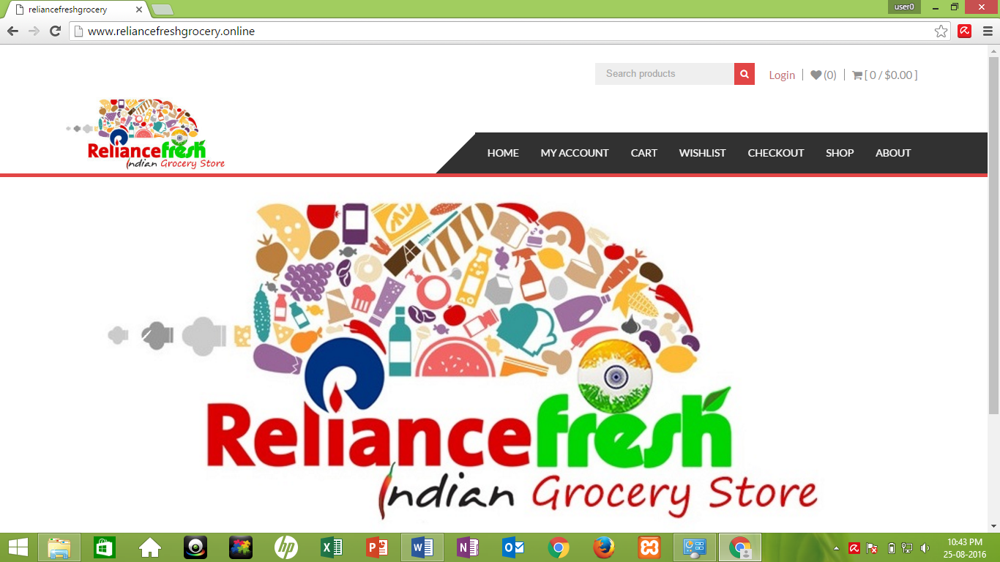 reliancefreshgrocery
user0
www.reliancefreshgrocery.online
Search products
Login
(0)
[ 0 / $0.00 ]
Reliancefresh
Indian Grocery Store
HOME MY ACCOUNT CART WISHLIST CHECKOUT SHOP ABOUT
Reliancefresh
Indian Grocery Store
10:43 PM
25-08-2016